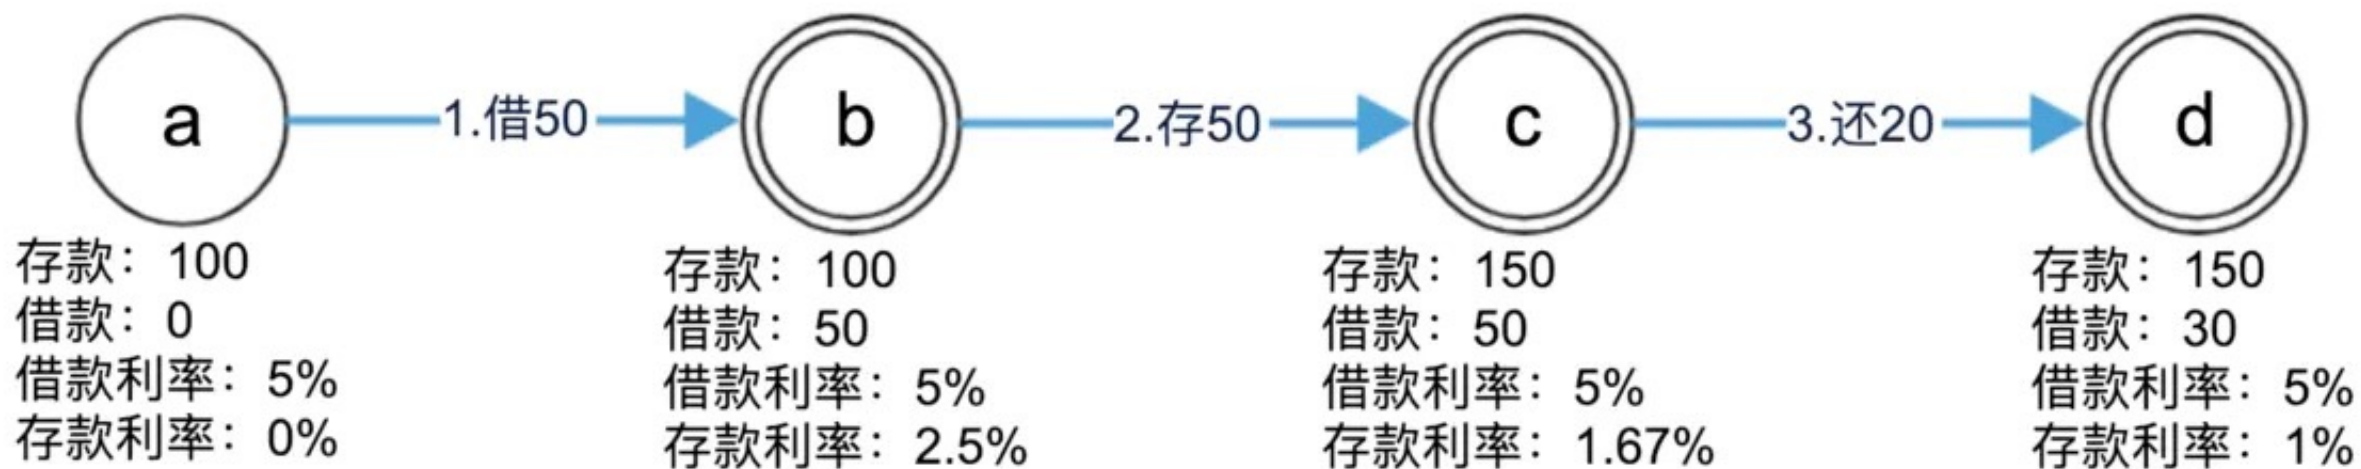 a
1.借50
b
2.存50
c
3.还20
d
存款：100
借款：0
借款利率：5%
存款利率：0%
存款：100
借款：50
借款利率：5%
存款利率：2.5%
存款：150
借款：50
借款利率：5%
存款利率：1.67%
存款：150
借款：30
借款利率：5%
存款利率：1%